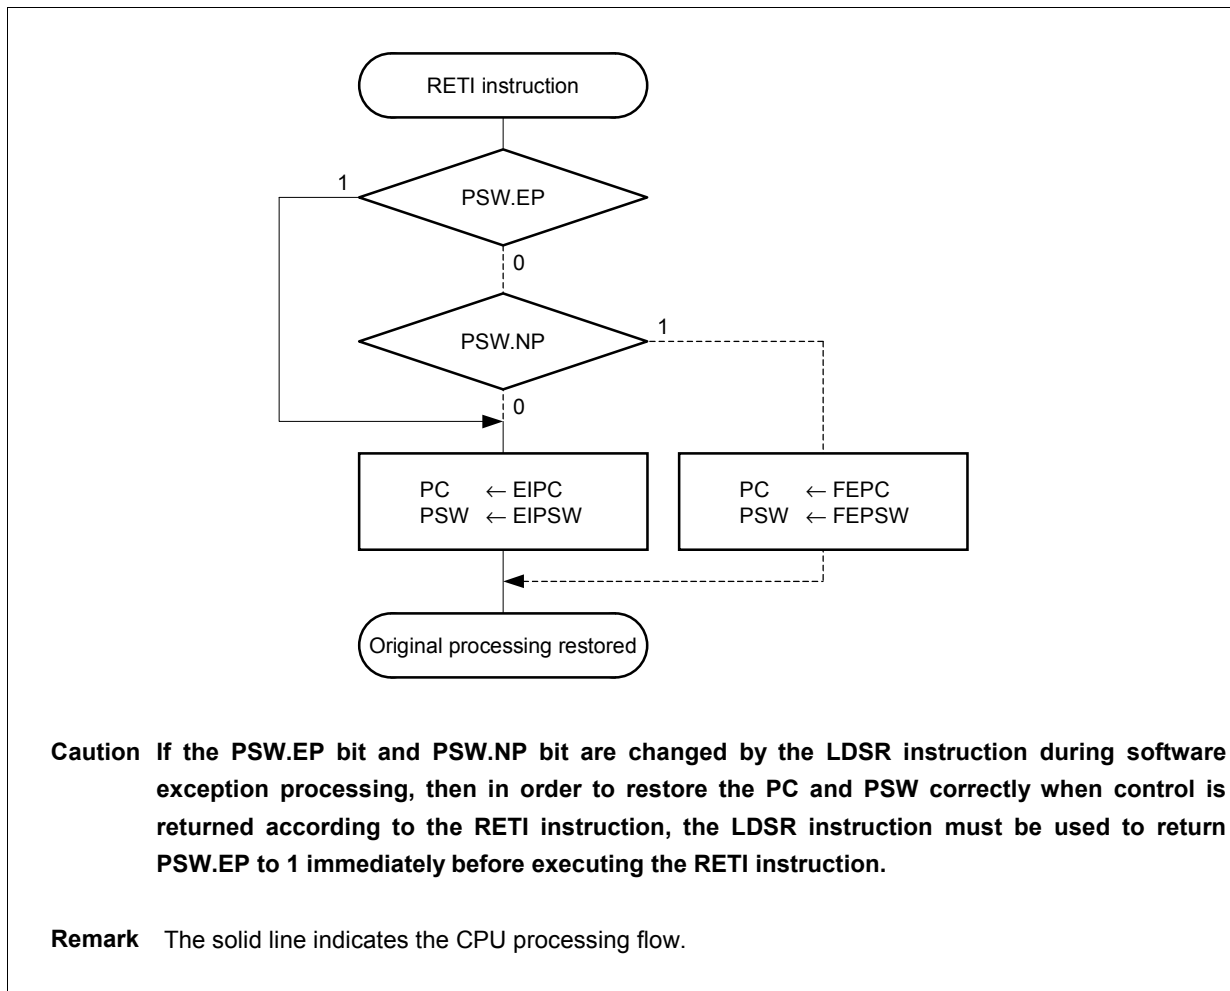 RETI instruction
1
PSW.EP
0
1
PSW.NP
0
PC ← EIPC
PSW ← EIPSW
PC ← FEPC
PSW ← FEPSW
Original processing restored
Caution If the PSW.EP bit and PSW.NP bit are changed by the LDSR instruction during software
exception processing, then in order to restore the PC and PSW correctly when control is
returned according to the RETI instruction, the LDSR instruction must be used to return
PSW.EP to 1 immediately before executing the RETI instruction.
Remark The solid line indicates the CPU processing flow.